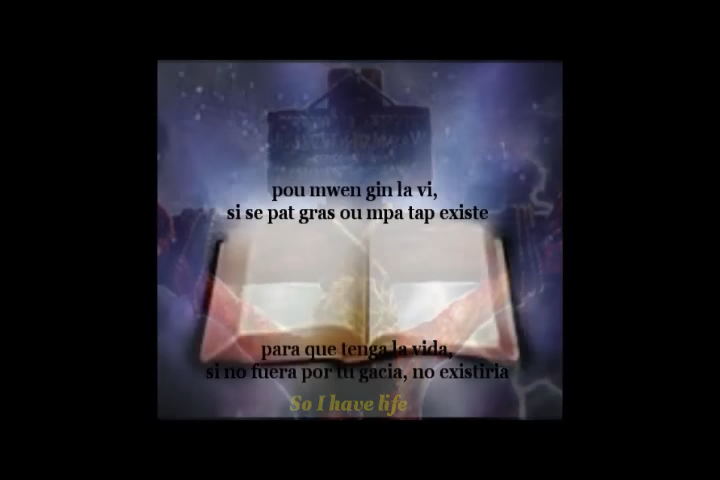 pou mwen gin la vi,
si se pat gras ou mpa tap existe
para que tenga la vida,
si no fuera por tu gacia, no existiria
So I have life